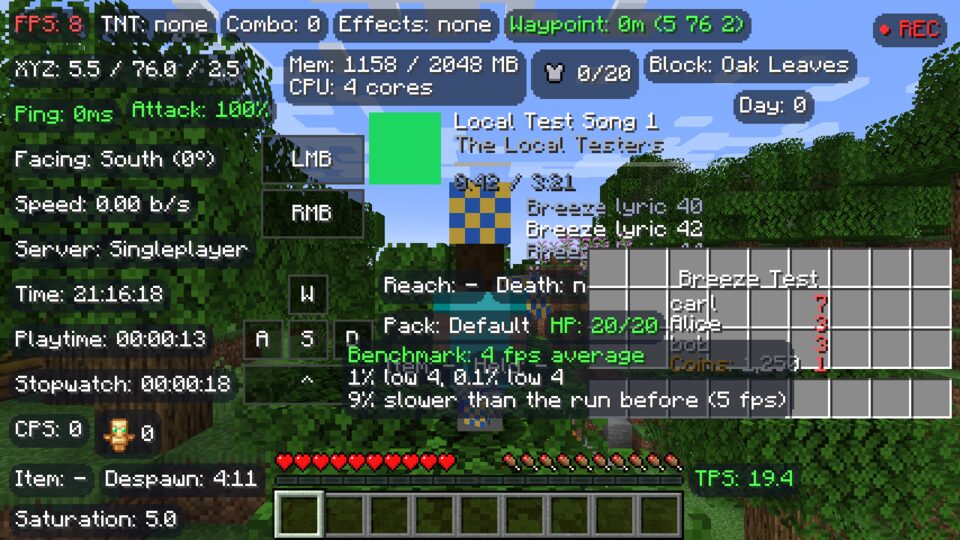 FPS: 8 TNT: none Combo: 0 Effects: none Waypoint: 0m (5 76 2) REC
XYZ: 5.5 / 76.0 / 2.5 Mem: 1158 / 2048 MB 0/20 Block: Oak Leaves
CPU: 4 cores
Ping: 0ms Attack: 100% Day: 0
Local Test Song 1
The Local Testers
Facing: South (0°) LMB
0:42 / 3:21
Speed: 0.00 b/s RMB
Breeze lyric 40
Breeze lyric 42
Server: Singleplayer
Breeze Test
Time: 21:16:18 W Reach: - Death:
carl 7
Alice 3
Playtime: 00:00:13 A S D Pack: Default HP: 20/20
bob 3
Coins: 1,250 1
Benchmark: 4 fps average
Stopwatch: 00:00:18 ^ 1% low 4, 0.1% low 4
9% slower than the run before (5 fps)
CPS: 0 0
Item: - Despawn: 4:11 TPS: 19.4
Saturation: 5.0